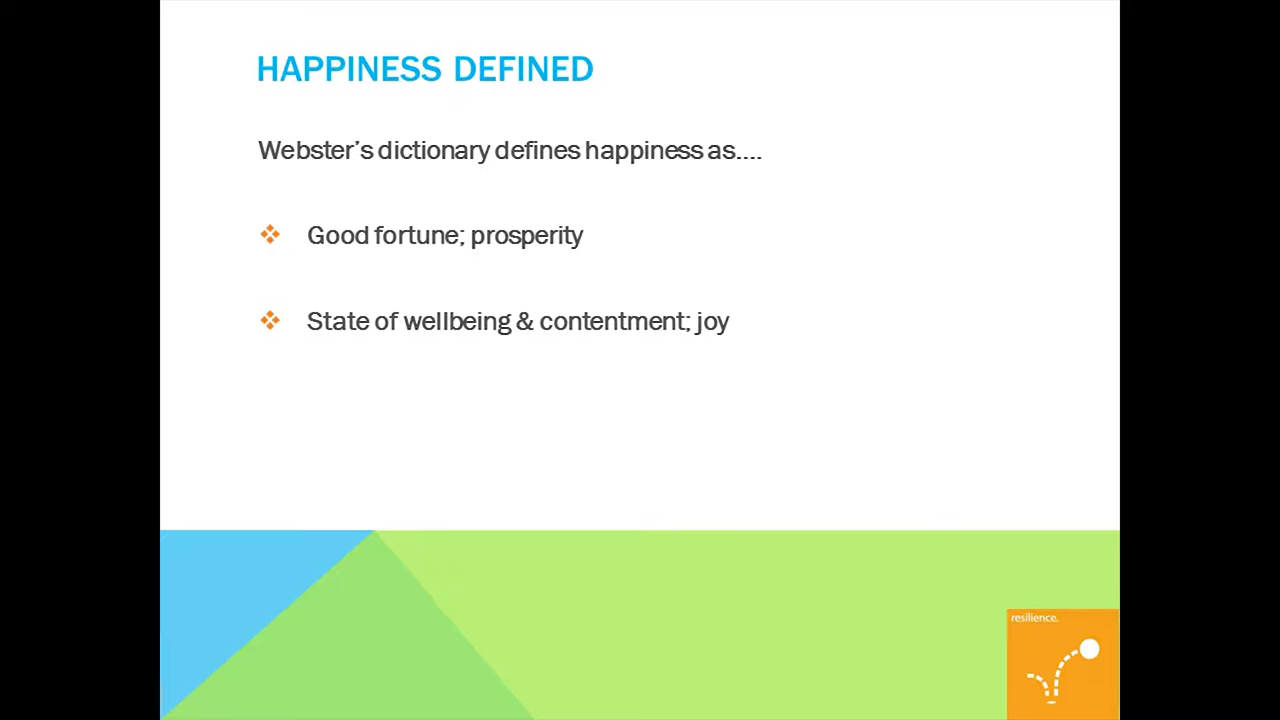 HAPPINESS DEFINED
Webster's dictionary defines happiness as....
Good fortune; prosperity
State of wellbeing & contentment; joy
resilience.